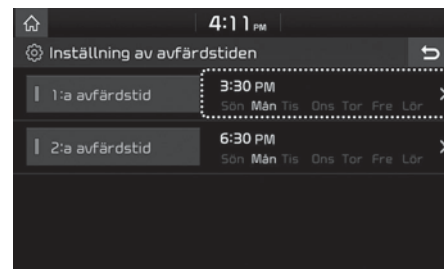 4:11 PM
Inställning av avfärdstiden
1:a avfärdstid
3:30 PM
Sön Mån Tis Ons Tor Fre Lör
2:a avfärdstid
6:30 PM
Sön Mån Tis Ons Tor Fre Lör